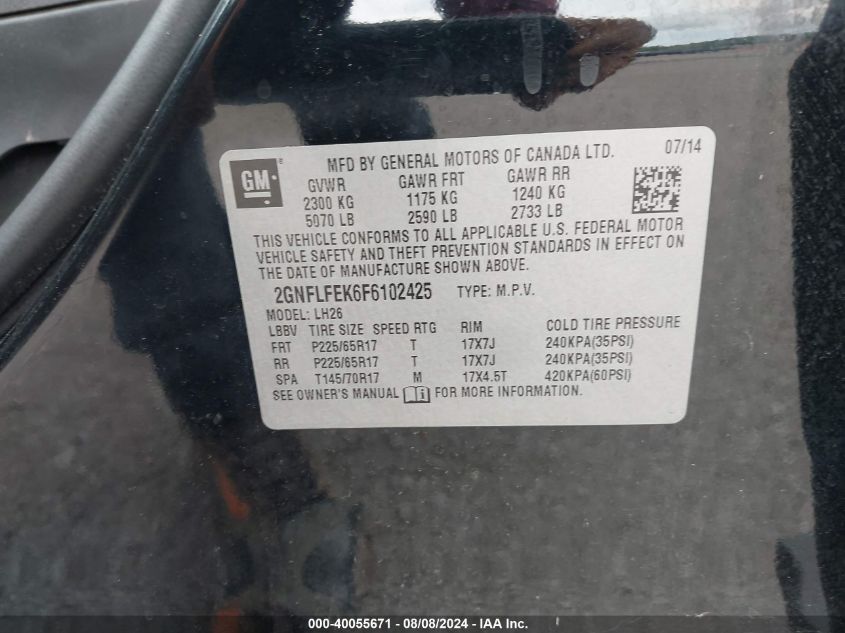 MFD BY GENERAL MOTORS OF CANADA LTD. 07/14
GM ®
GVWR GAWR FRT GAWR RR
2300 KG 1175 KG 1240 KG
5070 LB 2590 LB 2733 LB
THIS VEHICLE CONFORMS TO ALL APPLICABLE U.S. FEDERAL MOTOR
VEHICLE SAFETY AND THEFT PREVENTION STANDARDS IN EFFECT ON
THE DATE OF MANUFACTURE SHOWN ABOVE.
2GNFLFEK6F6102425 TYPE: M.P.V.
MODEL: LH26
LBBV TIRE SIZE SPEED RTG RIM COLD TIRE PRESSURE
FRT P225/65R17 T 17X7J 240KPA(35PSI)
RR P225/65R17 T 17X7J 240KPA(35PSI)
SPA T145/70R17 M 17X4.5T 420KPA(60PSI)
SEE OWNER'S MANUAL FOR MORE INFORMATION.
000-40055671 - 08/08/2024 - 1XA Inc.